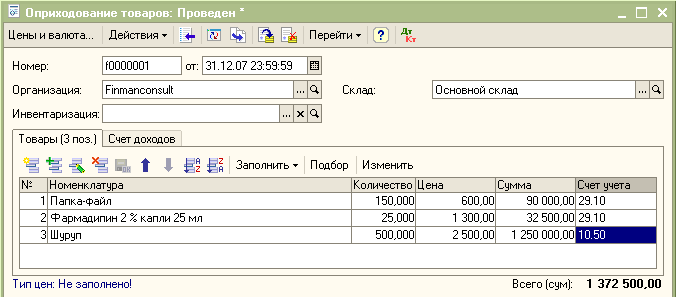 Оприходование товаров: Проведен *
Цены и валюта... Действия Перейти ? Дт Кт
Номер: f0000001 от: 31.12.07 23:59:59
Организация: Finmanconsult ... Склад: Основной склад ...
Инвентаризация: ... x
Товары (3 поз.) Счет доходов
Заполнить Подбор Изменить
№ Номенклатура Количество Цена Сумма Счет учета
1 Папка-файл 150,000 600,00 90 000,00 29.10
2 Фармадипин 2 % капли 25 мл 25,000 1 300,00 32 500,00 29.10
3 Шуруп 500,000 2 500,00 1 250 000,00 10.50
Тип цен: Не заполнено! Всего (сум): 1 372 500,00